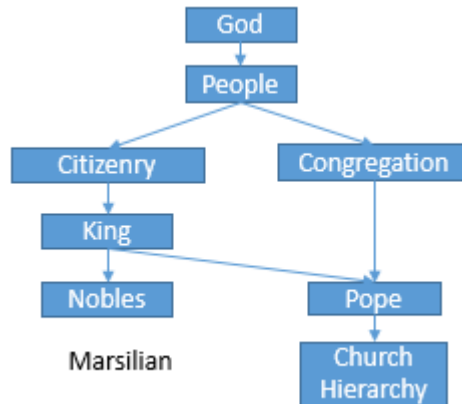 God
People
Citizenry
Congregation
King
Nobles
Pope
Marsilian
Church
Hierarchy